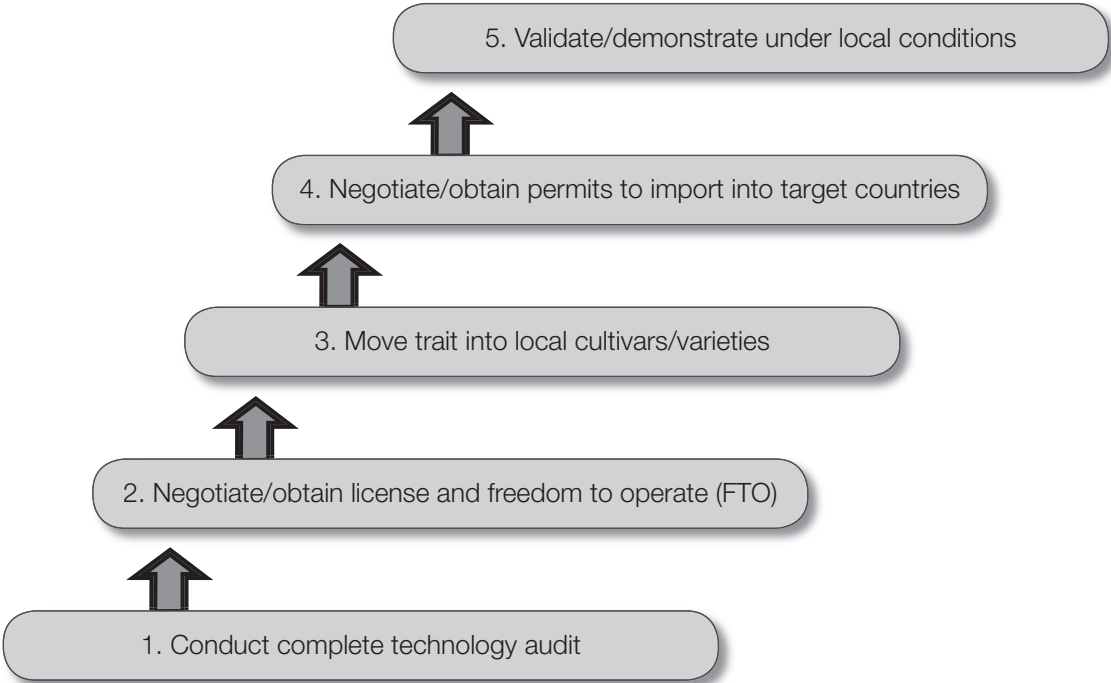 5. Validate/demonstrate under local conditions
4. Negotiate/obtain permits to import into target countries
3. Move trait into local cultivars/varieties
2. Negotiate/obtain license and freedom to operate (FTO)
1. Conduct complete technology audit